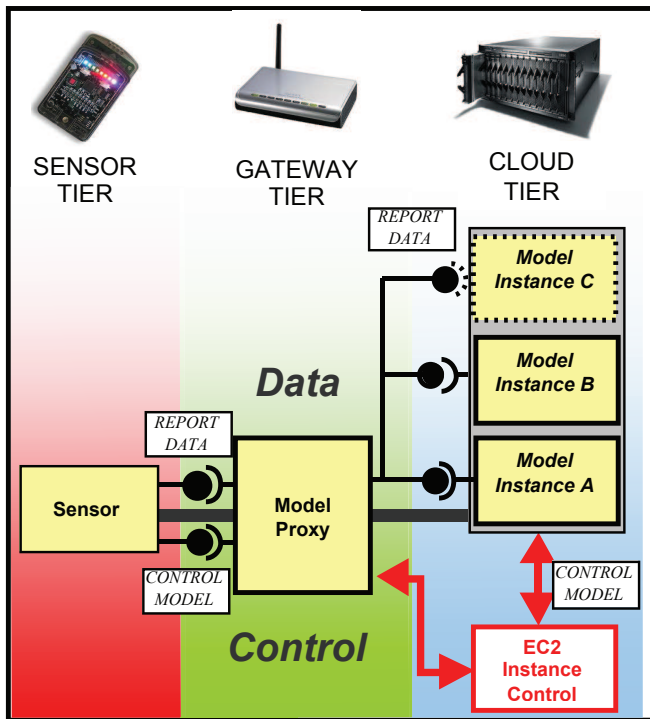 SENSOR
TIER
GATEWAY
TIER
CLOUD
TIER
REPORT
DATA
Model
Instance C
Data
Model
Instance B
REPORT
DATA
Model
Instance A
Sensor
Model
Proxy
CONTROL
MODEL
CONTROL
MODEL
Control
EC2
Instance
Control